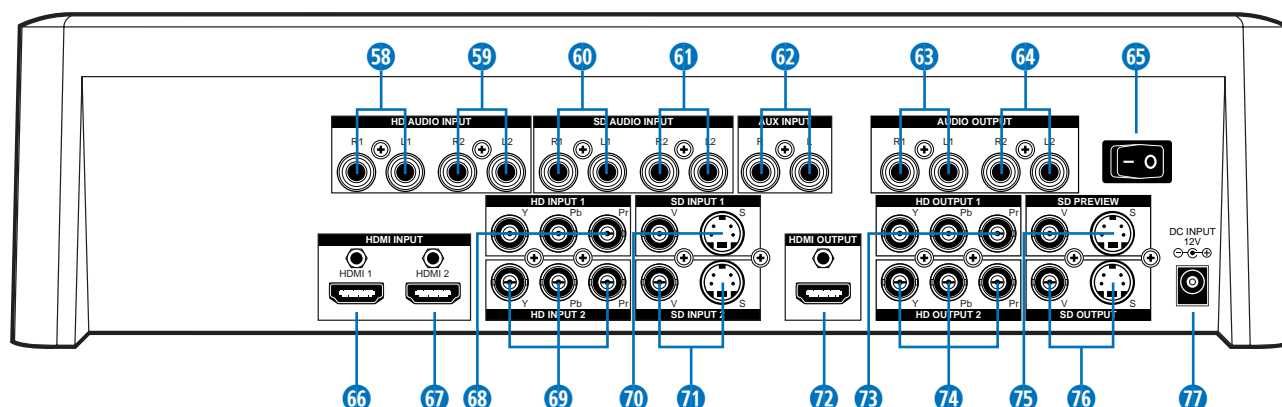 58 59 60 61 62 63 64 65
HD AUDIO INPUT SD AUDIO INPUT AUX INPUT AUDIO OUTPUT
R1 L1 R2 L2 R1 L1 R2 L2 R L R1 L1 R2 L2
HD INPUT 1 SD INPUT 1 HD OUTPUT 1 SD PREVIEW
Y Pb Pr V S Y Pb Pr V S
HDMI INPUT HDMI OUTPUT DC INPUT
12V
HDMI 1 HDMI 2
Y Pb Pr V S Y Pb Pr V S
HD INPUT 2 SD INPUT 2 HD OUTPUT 2 SD OUTPUT
66 67 68 69 70 71 72 73 74 75 76 77